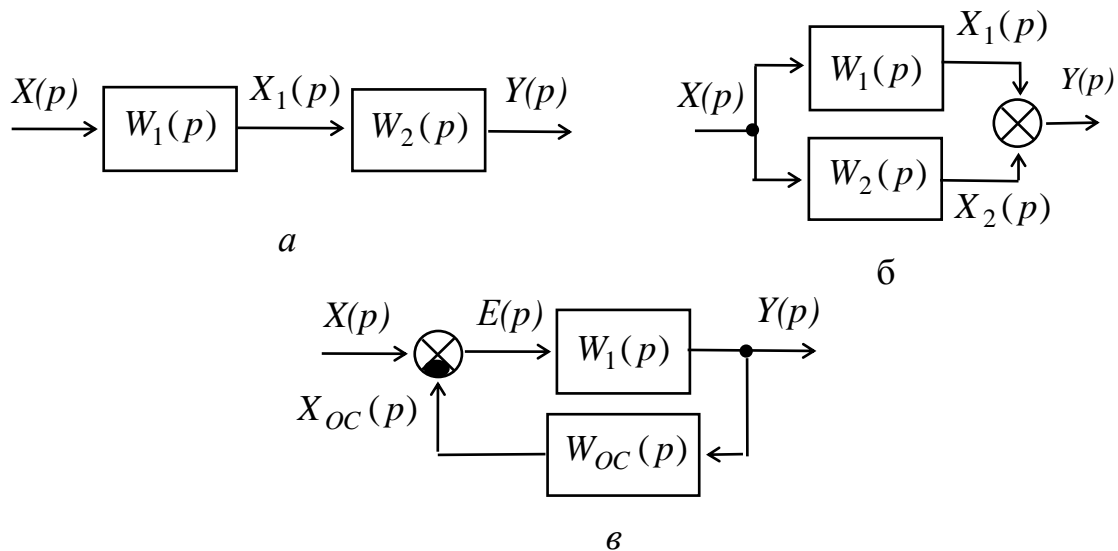 X(p)
W₁(p)
X₁(p)
W₂(p)
Y(p)
а
X(p)
W₁(p)
X₁(p)
W₂(p)
X₂(p)
Y(p)
б
X(p)
E(p)
W₁(p)
Y(p)
X_OC(p)
W_OC(p)
в